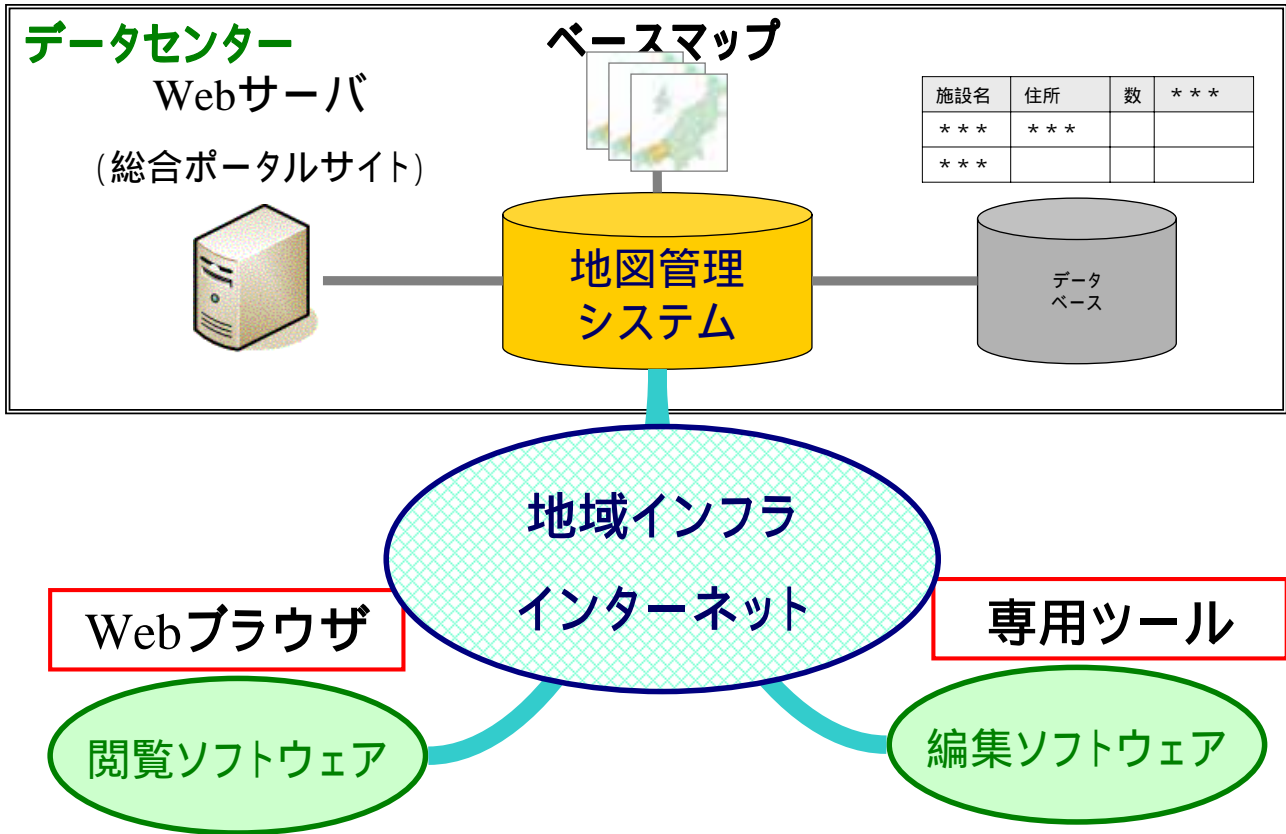 データセンター
ベースマップ
Webサーバ
(総合ポータルサイト)
施設名 住所 数 ***
*** ***
***
地図管理
システム
データ
ベース
地域インフラ
インターネット
Webブラウザ
専用ツール
閲覧ソフトウェア
編集ソフトウェア